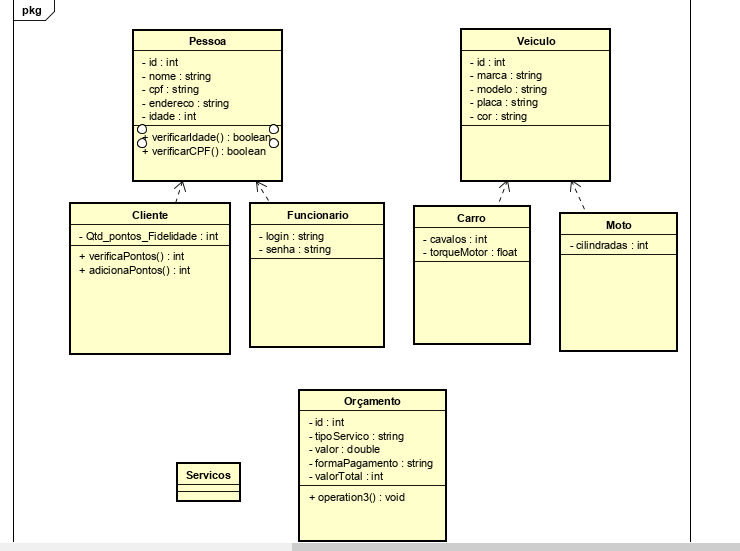 pkg
Pessoa
- id : int
- nome : string
- cpf : string
- endereco : string
- idade : int
+ verificarIdade() : boolean
+ verificarCPF() : boolean
Veiculo
- id : int
- marca : string
- modelo : string
- placa : string
- cor : string
Cliente
- Qtd_pontos_Fidelidade : int
+ verificaPontos() : int
+ adicionaPontos() : int
Funcionario
- login : string
- senha : string
Carro
- cavalos : int
- torqueMotor : float
Moto
- cilindradas : int
Servicos
Orçamento
- id : int
- tipoServico : string
- valor : double
- formaPagamento : string
- valorTotal : int
+ operation3() : void